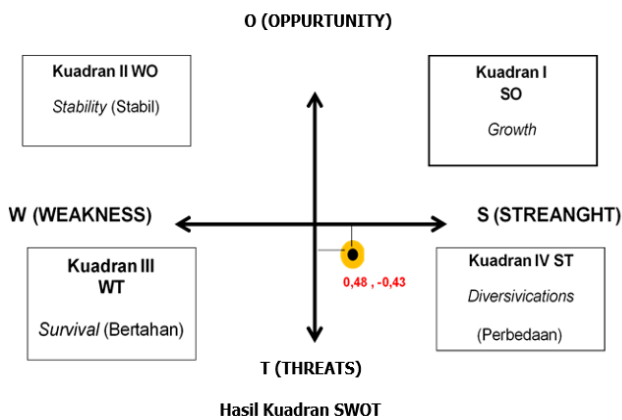 O (OPPURTUNITY)
Kuadran II WO
Stability (Stabil)
Kuadran I
SO
Growth
W (WEAKNESS)
S (STREANGHT)
Kuadran III
WT
Survival (Bertahan)
0,48 , -0,43
Kuadran IV ST
Diversivications
(Perbedaan)
T (THREATS)
Hasil Kuadran SWOT